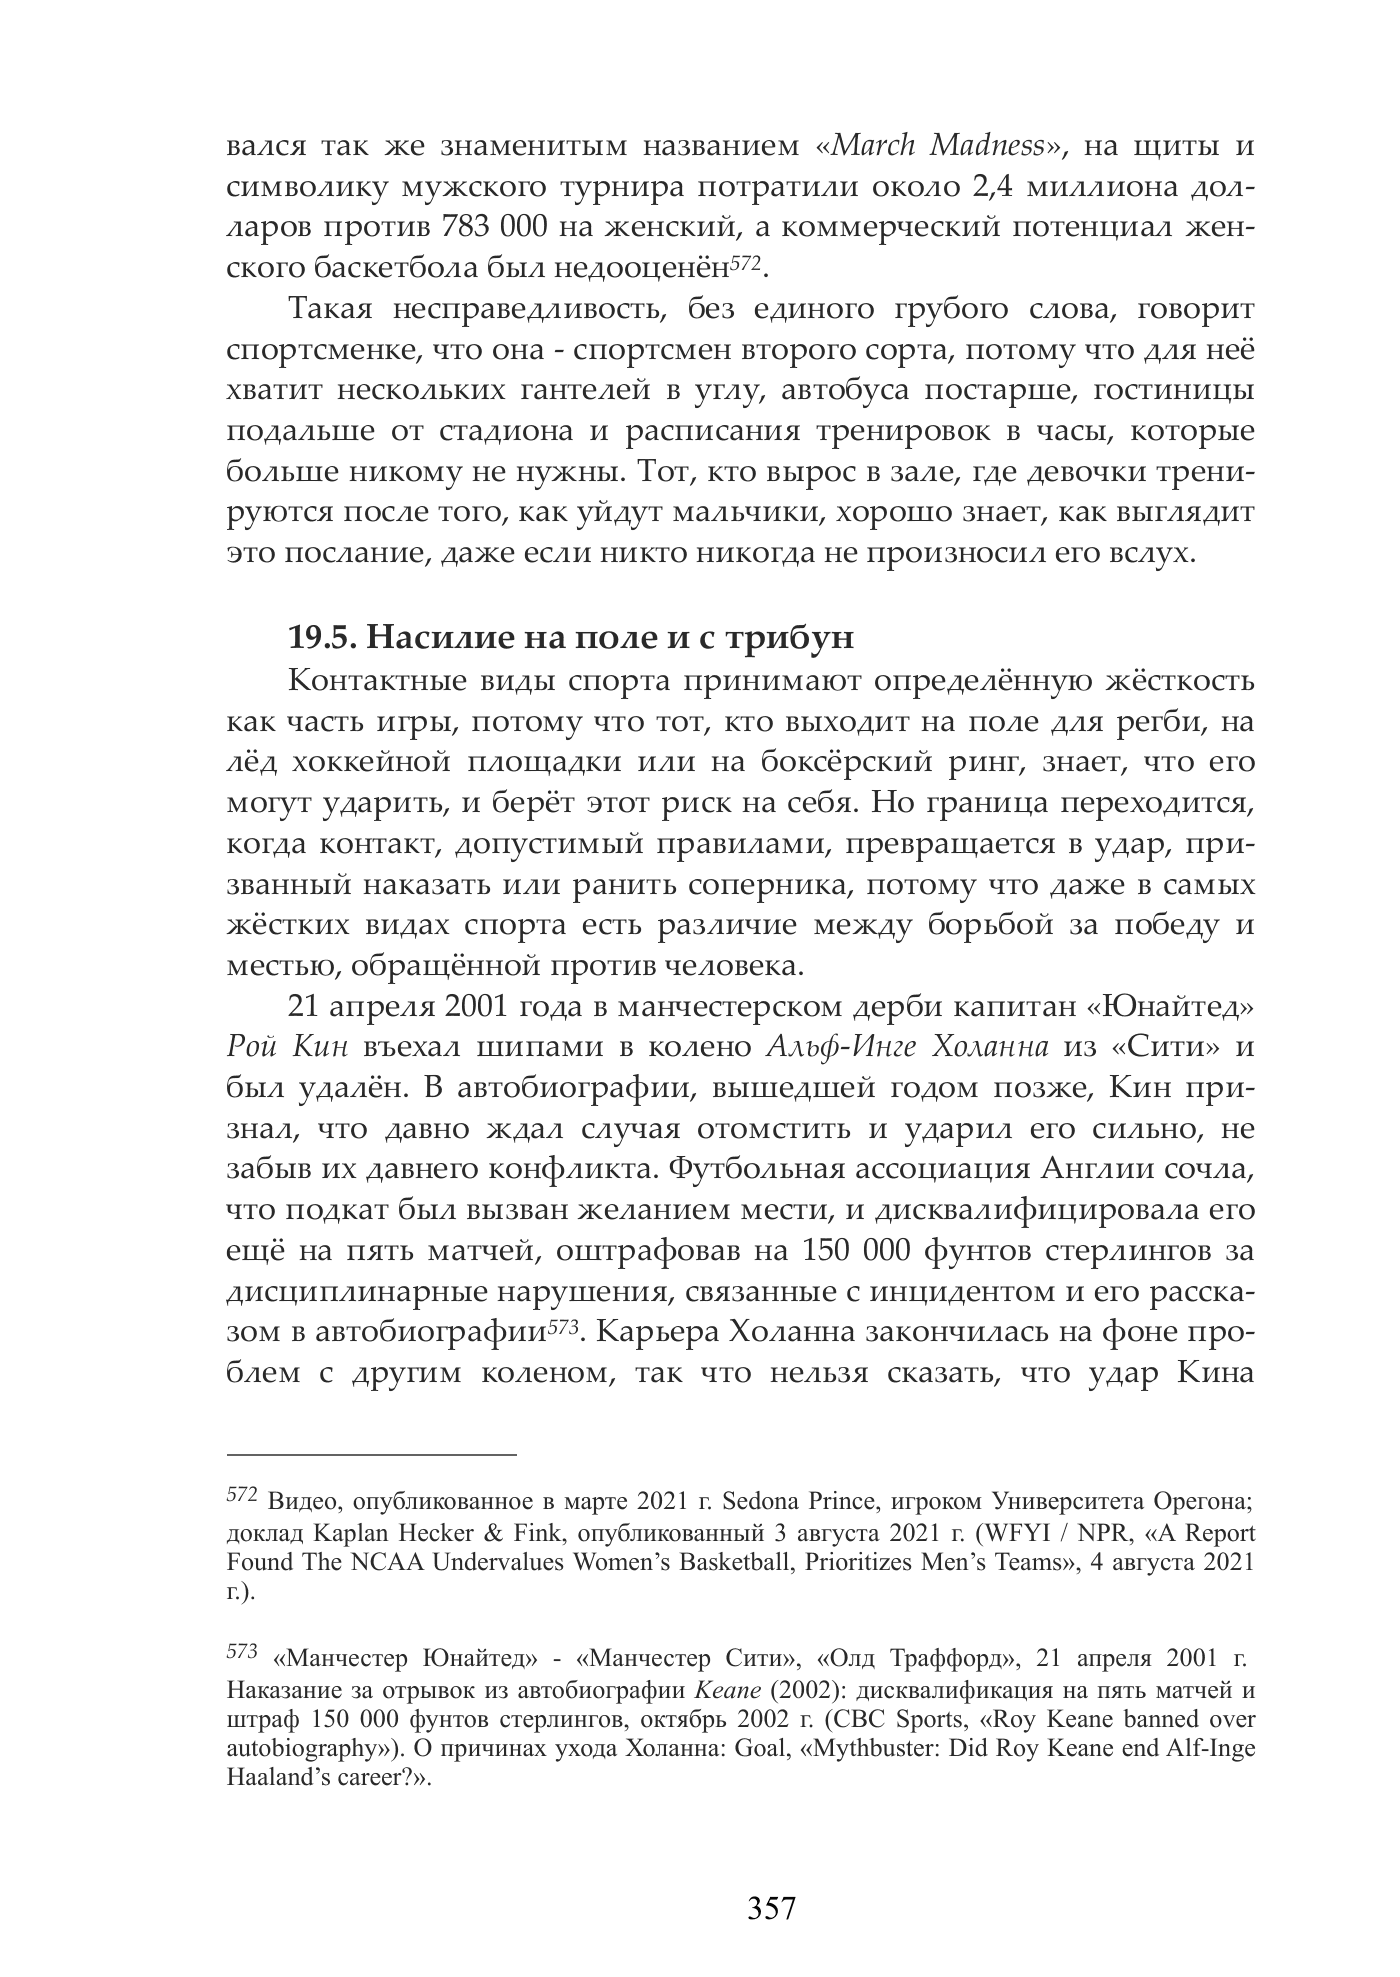 вался так же знаменитым названием «March Madness», на щиты и
символику мужского турнира потратили около 2,4 миллиона дол-
ларов против 783 000 на женский, а коммерческий потенциал жен-
ского баскетбола был недооценён572.
Такая несправедливость, без единого грубого слова, говорит
спортсменке, что она - спортсмен второго сорта, потому что для неё
хватит нескольких гантелей в углу, автобуса постарше, гостиницы
подальше от стадиона и расписания тренировок в часы, которые
больше никому не нужны. Тот, кто вырос в зале, где девочки трени-
руются после того, как уйдут мальчики, хорошо знает, как выглядит
это послание, даже если никто никогда не произносил его вслух.
19.5. Насилие на поле и с трибун
Контактные виды спорта принимают определённую жёсткость
как часть игры, потому что тот, кто выходит на поле для регби, на
лёд хоккейной площадки или на боксёрский ринг, знает, что его
могут ударить, и берёт этот риск на себя. Но граница переходится,
когда контакт, допустимый правилами, превращается в удар, при-
званный наказать или ранить соперника, потому что даже в самых
жёстких видах спорта есть различие между борьбой за победу и
местью, обращённой против человека.
21 апреля 2001 года в манчестерском дерби капитан «Юнайтед»
Рой Кин въехал шипами в колено Альф-Инге Холанна из «Сити» и
был удалён. В автобиографии, вышедшей годом позже, Кин при-
знал, что давно ждал случая отомстить и ударил его сильно, не
забыв их давнего конфликта. Футбольная ассоциация Англии сочла,
что подкат был вызван желанием мести, и дисквалифицировала его
ещё на пять матчей, оштрафовав на 150 000 фунтов стерлингов за
дисциплинарные нарушения, связанные с инцидентом и его расска-
зом в автобиографии573. Карьера Холанна закончилась на фоне про-
блем с другим коленом, так что нельзя сказать, что удар Кина
572 Видео, опубликованное в марте 2021 г. Sedona Prince, игроком Университета Орегона;
доклад Kaplan Hecker & Fink, опубликованный 3 августа 2021 г. (WFYI / NPR, «A Report
Found The NCAA Undervalues Women’s Basketball, Prioritizes Men’s Teams», 4 августа 2021
г.).
573 «Манчестер Юнайтед» - «Манчестер Сити», «Олд Траффорд», 21 апреля 2001 г.
Наказание за отрывок из автобиографии Keane (2002): дисквалификация на пять матчей и
штраф 150 000 фунтов стерлингов, октябрь 2002 г. (CBC Sports, «Roy Keane banned over
autobiography»). О причинах ухода Холанна: Goal, «Mythbuster: Did Roy Keane end Alf-Inge
Haaland’s career?».
357